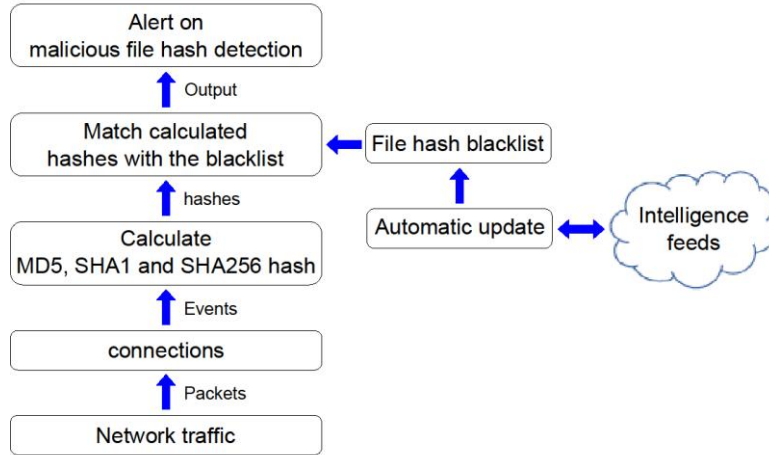 Alert on
malicious file hash detection
Output
Match calculated
hashes with the blacklist
File hash blacklist
hashes
Automatic update
Intelligence
feeds
Calculate
MD5, SHA1 and SHA256 hash
Events
connections
Packets
Network traffic